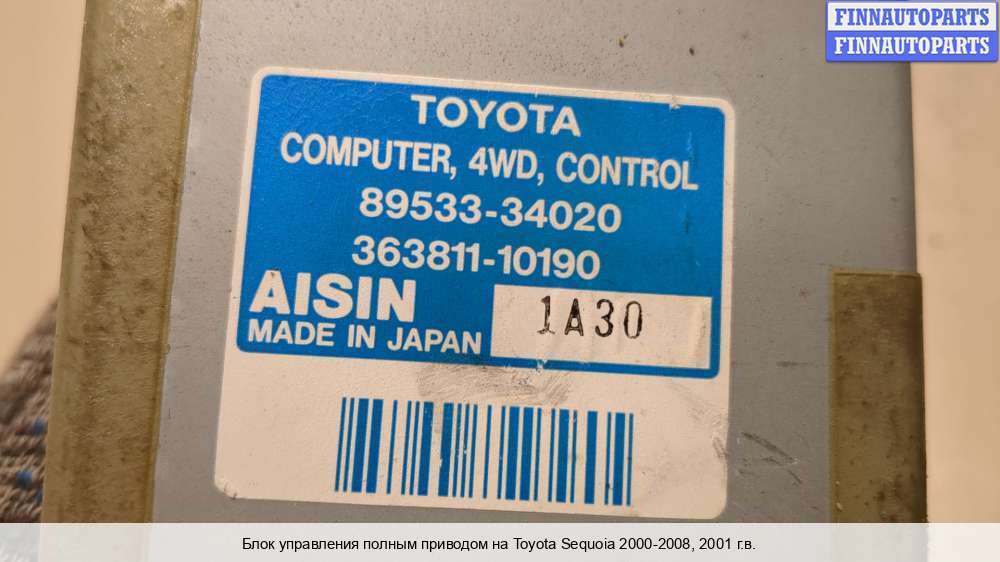 FINNAUTOPARTS
FINNAUTOPARTS
TOYOTA
COMPUTER, 4WD, CONTROL
89533-34020
363811-10190
AISIN
MADE IN JAPAN
1A30
Блок управления полным приводом на Toyota Sequoia 2000-2008, 2001 г.в.